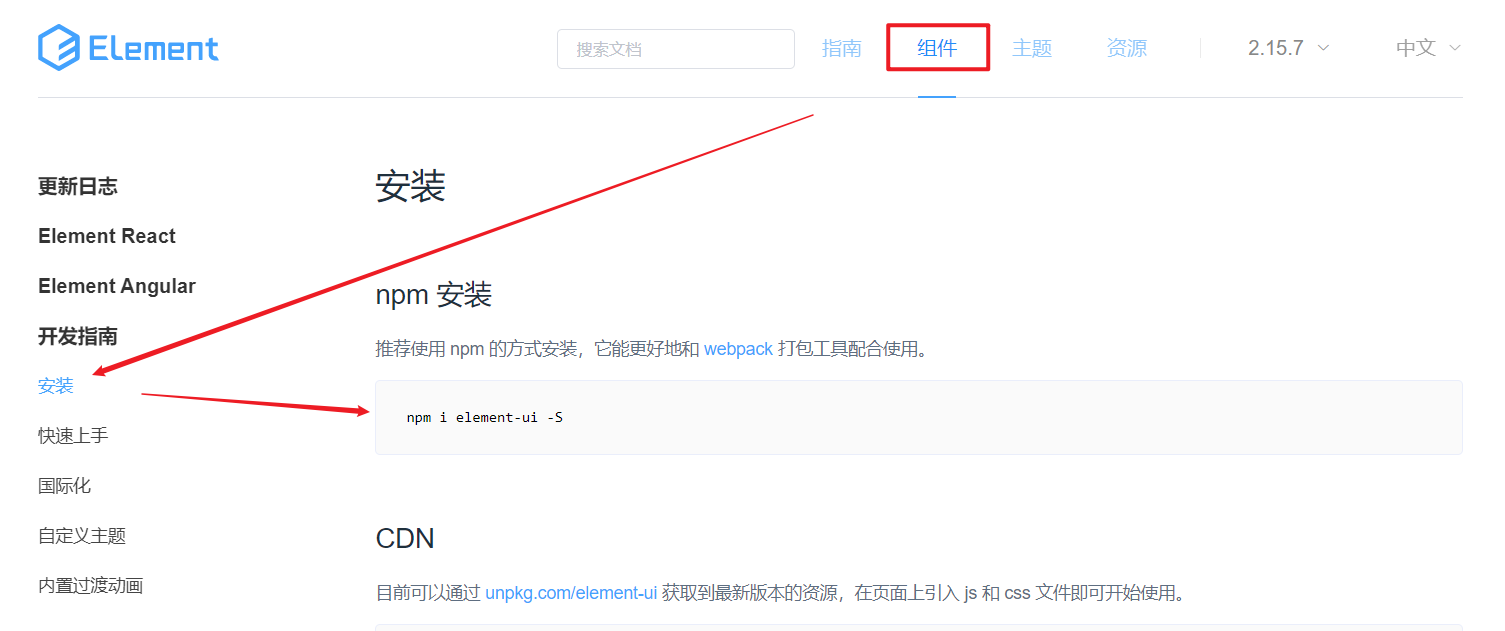 Element
搜索文档
指南
组件
主题
资源
2.15.7
中文
更新日志
Element React
Element Angular
开发指南
安装
快速上手
国际化
自定义主题
内置过渡动画
安装
npm 安装
推荐使用 npm 的方式安装，它能更好地和 webpack 打包工具配合使用。
npm i element-ui -S
CDN
目前可以通过 unpkg.com/element-ui 获取到最新版本的资源，在页面上引入 js 和 css 文件即可开始使用。